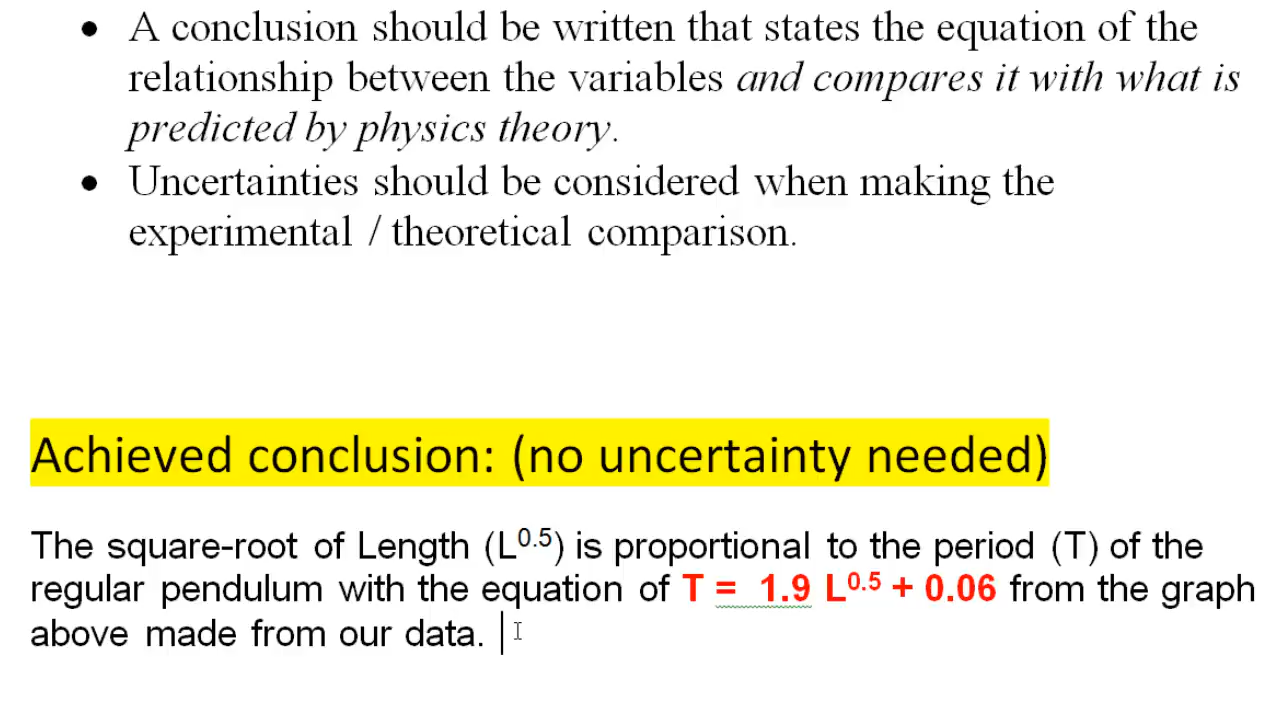 • A conclusion should be written that states the equation of the
relationship between the variables and compares it with what is
predicted by physics theory.
• Uncertainties should be considered when making the
experimental / theoretical comparison.
Achieved conclusion: (no uncertainty needed)
The square-root of Length (L^0.5) is proportional to the period (T) of the
regular pendulum with the equation of T = 1.9 L^0.5 + 0.06 from the graph
above made from our data.